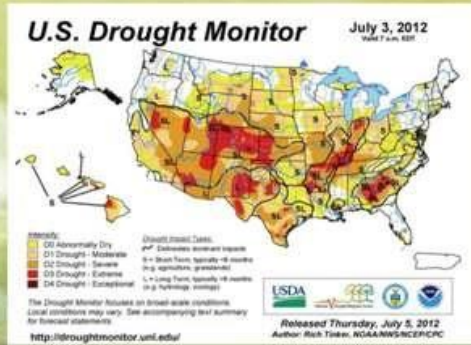 U.S. Drought Monitor
July 3, 2012
Valid 7 a.m. EDT
Intensity:
D0 Abnormally Dry
D1 Drought - Moderate
D2 Drought - Severe
D3 Drought - Extreme
D4 Drought - Exceptional
Drought Impact Types:
Delineates dominant impacts
S = Short-Term, typically <6 months
(e.g. agriculture, grasslands)
L = Long-Term, typically >6 months
(e.g. hydrology, ecology)
The Drought Monitor focuses on broad-scale conditions.
Local conditions may vary. See accompanying text summary
for forecast statements.
http://droughtmonitor.unl.edu/
USDA
Released Thursday, July 5, 2012
Author: Rich Tinker, NOAA/NWS/NCEP/CPC